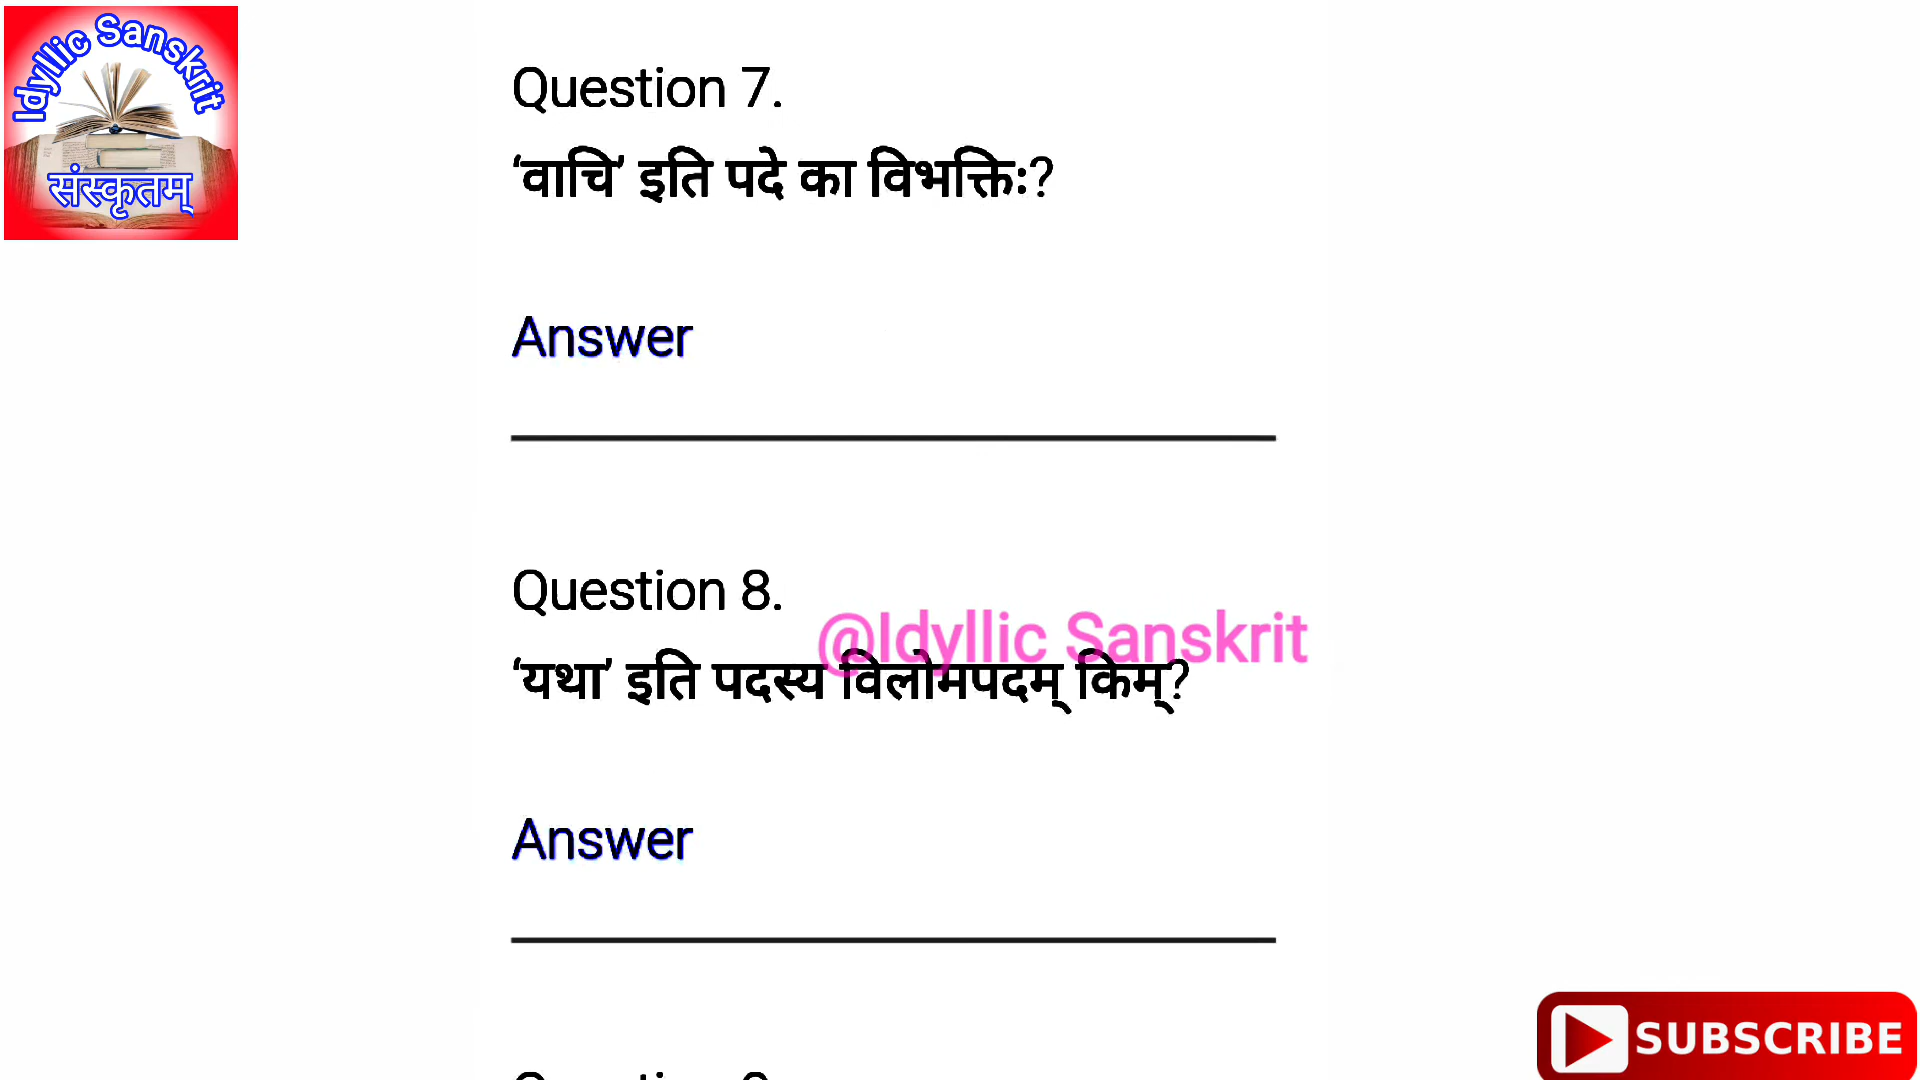 Idyllic Sanskrit
संस्कृतम्
Question 7.
‘वाचि’ इति पदे का विभक्तिः?
Answer
Question 8.
@Idyllic Sanskrit
‘यथा’ इति पदस्य विलोमपदम् किम्?
Answer
SUBSCRIBE